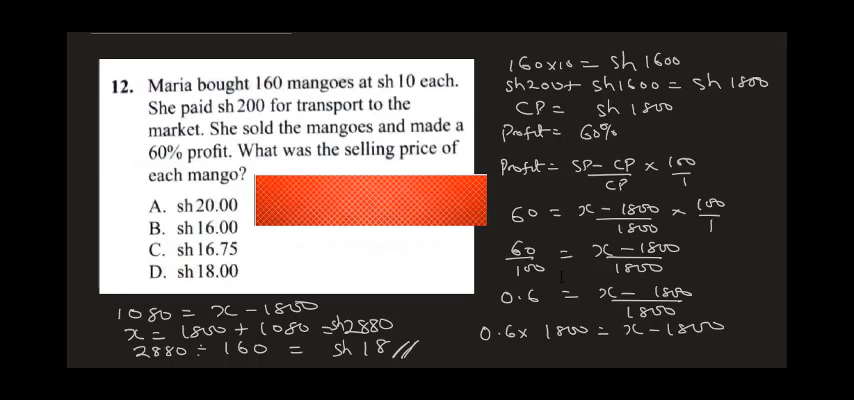 12. Maria bought 160 mangoes at sh 10 each.
She paid sh 200 for transport to the
market. She sold the mangoes and made a
60% profit. What was the selling price of
each mango?
A. sh 20.00
B. sh 16.00
C. sh 16.75
D. sh 18.00
160x10 = sh 1600
sh200+ sh1600 = sh 1800
CP = sh 1800
Profit = 60%
Profit = SP - CP / CP x 100 / 1
60 = x - 1800 / 1800 x 100 / 1
60 / 100 = x - 1800 / 1800
0.6 = x - 1800 / 1800
0.6 x 1800 = x - 1800
1080 = x - 1800
x = 1800 + 1080 = sh2880
2880 ÷ 160 = sh 18 //